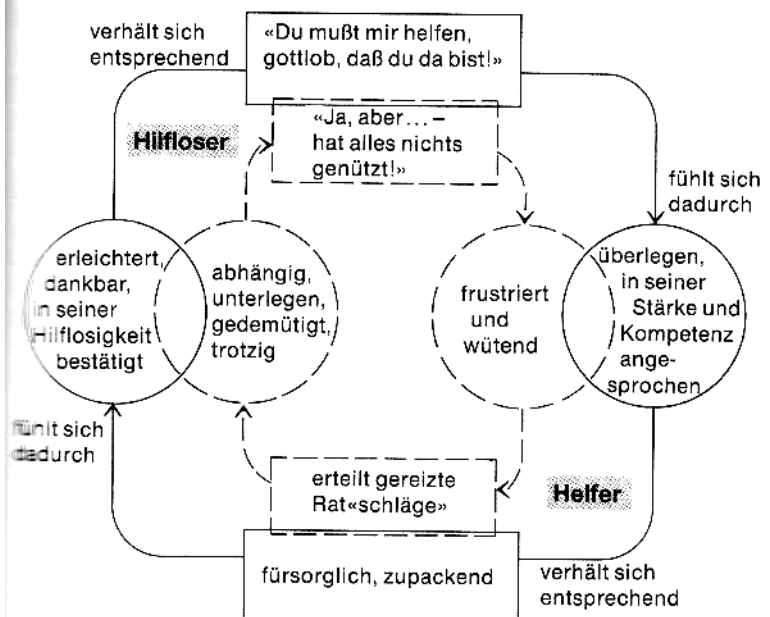 verhält sich
entsprechend
«Du mußt mir helfen,
gottlob, daß du da bist!»
«Ja, aber... –
hat alles nichts
genützt!»
Hilfloser
fühlt sich
dadurch
erleichtert,
dankbar,
in seiner
Hilflosigkeit
bestätigt
abhängig,
unterlegen,
gedemütigt,
trotzig
frustriert
und
wütend
überlegen,
in seiner
Stärke und
Kompetenz
ange-
sprochen
fühlt sich
dadurch
erteilt gereizte
Rat«schläge»
Helfer
fürsorglich, zupackend
verhält sich
entsprechend